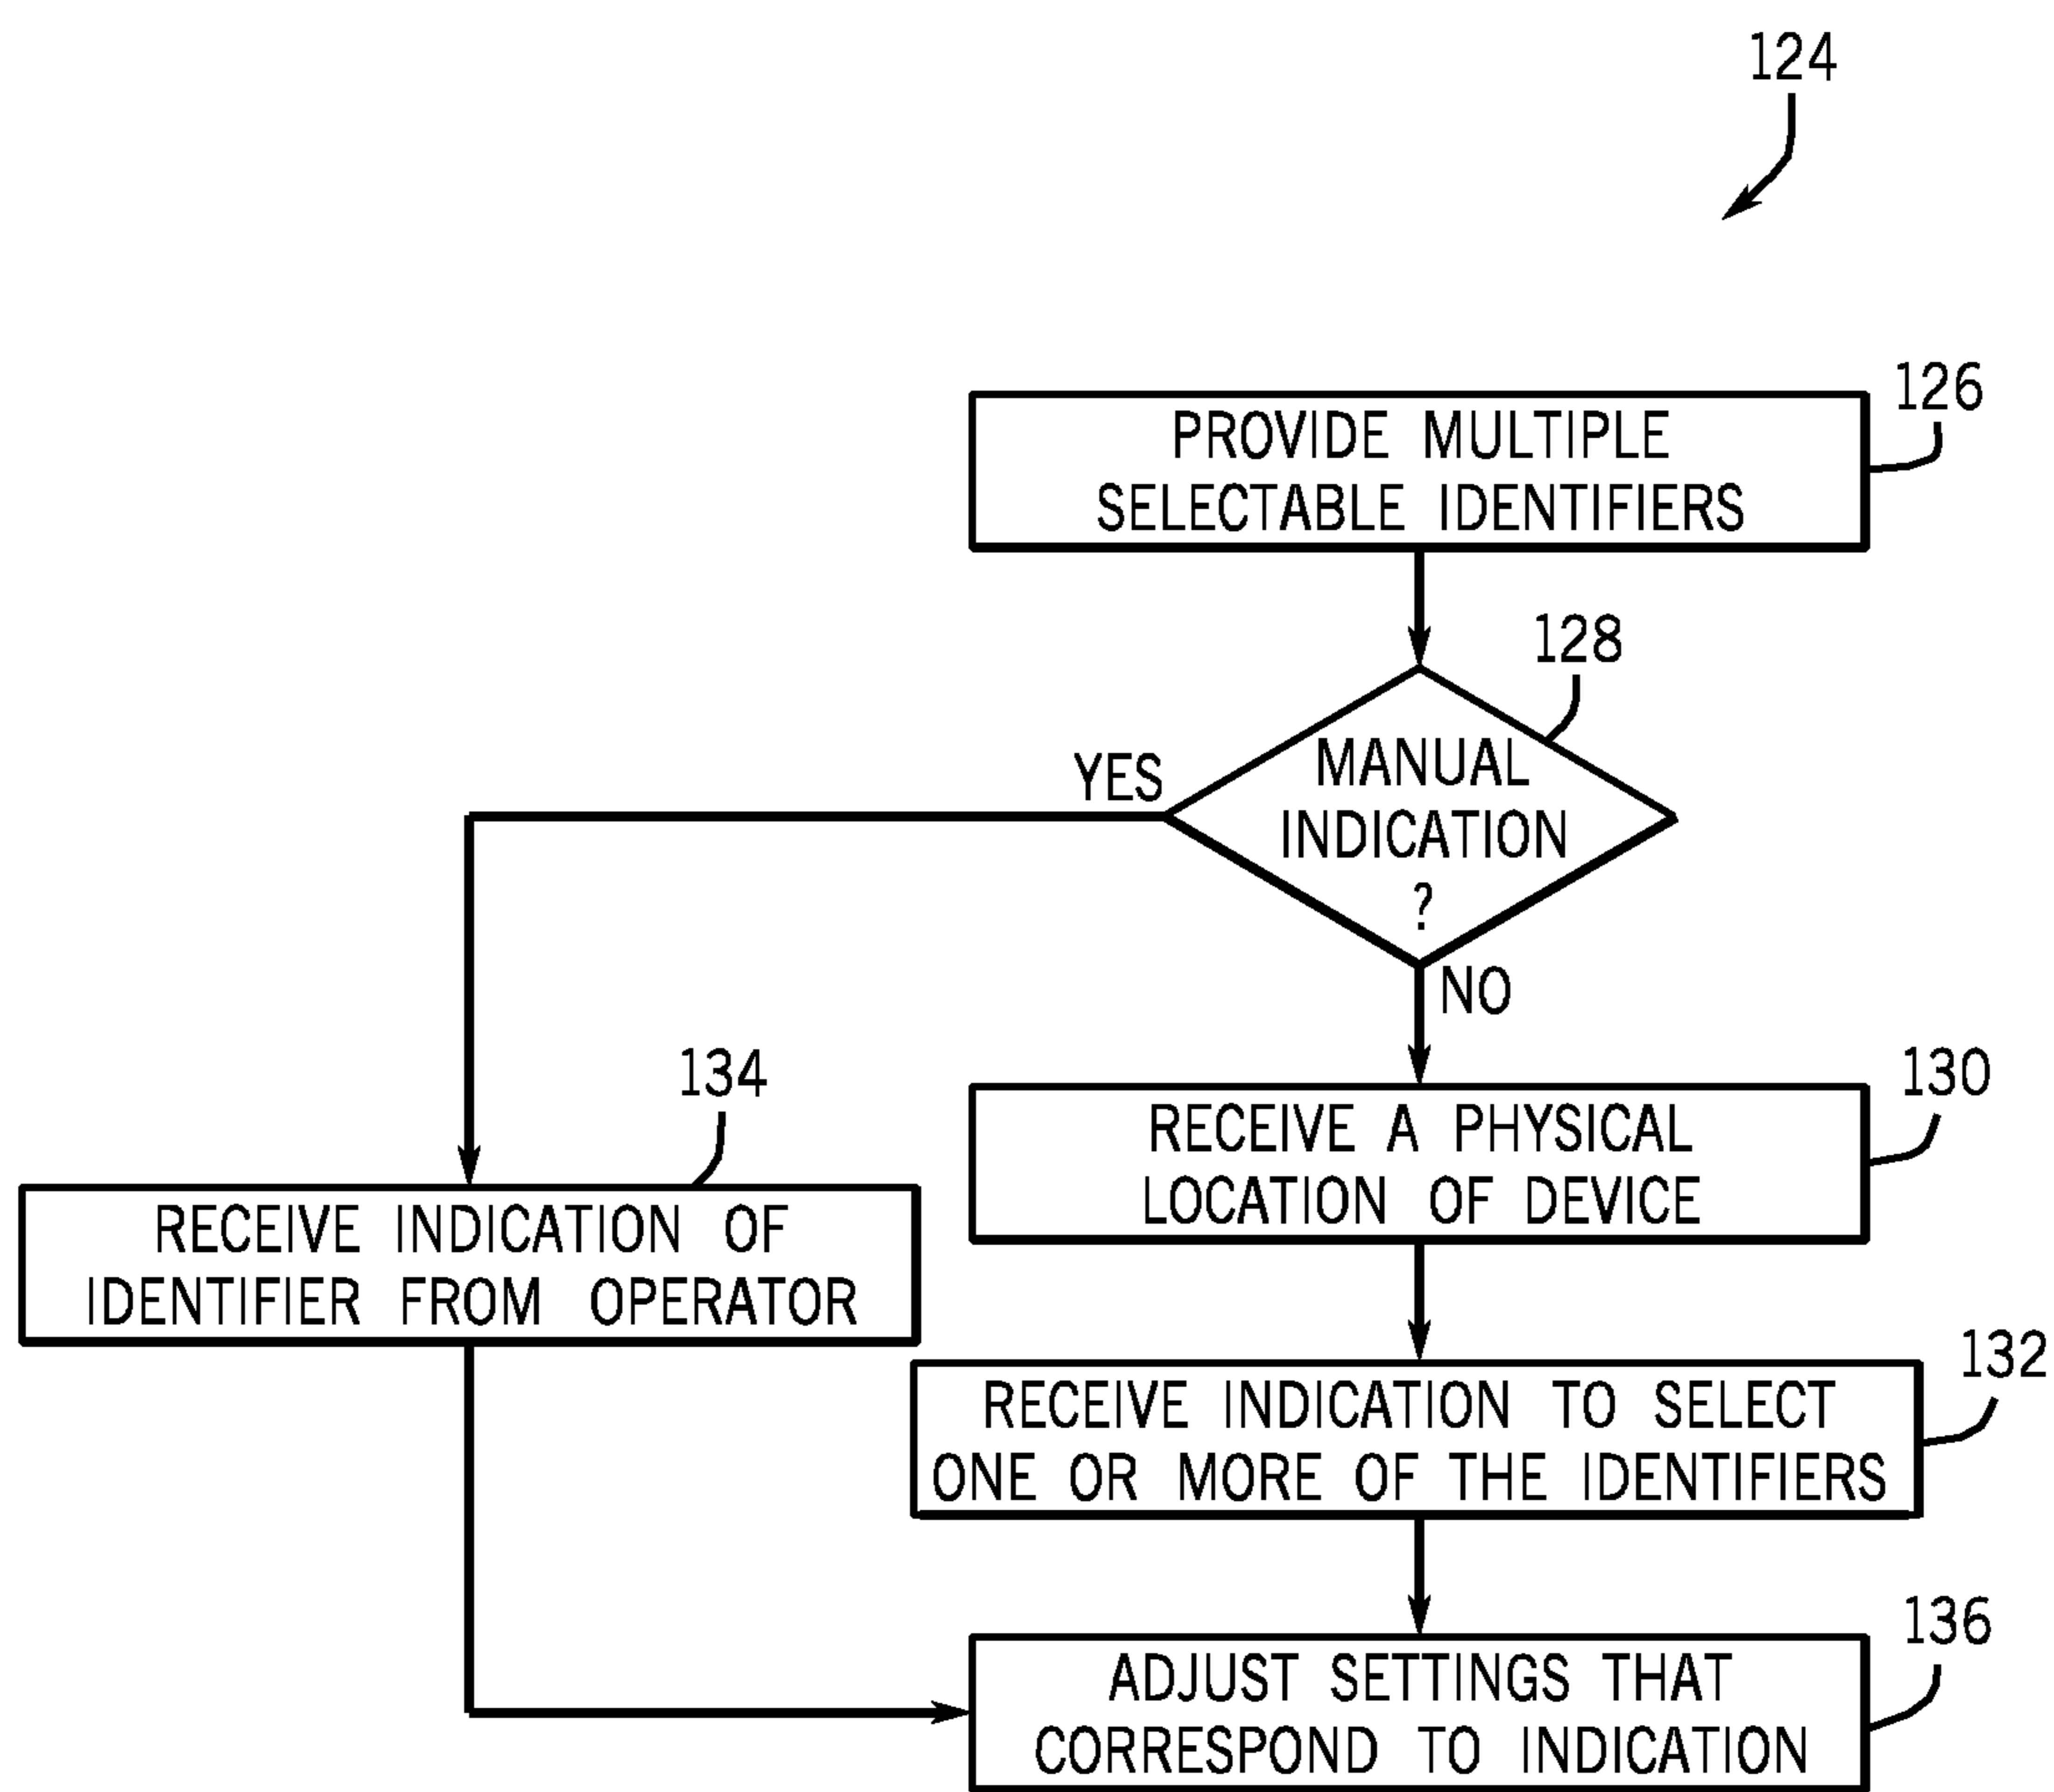 124
126
PROVIDE MULTIPLE
SELECTABLE IDENTIFIERS
128
MANUAL
INDICATION
?
YES
NO
134
RECEIVE INDICATION OF
IDENTIFIER FROM OPERATOR
130
RECEIVE A PHYSICAL
LOCATION OF DEVICE
132
RECEIVE INDICATION TO SELECT
ONE OR MORE OF THE IDENTIFIERS
136
ADJUST SETTINGS THAT
CORRESPOND TO INDICATION